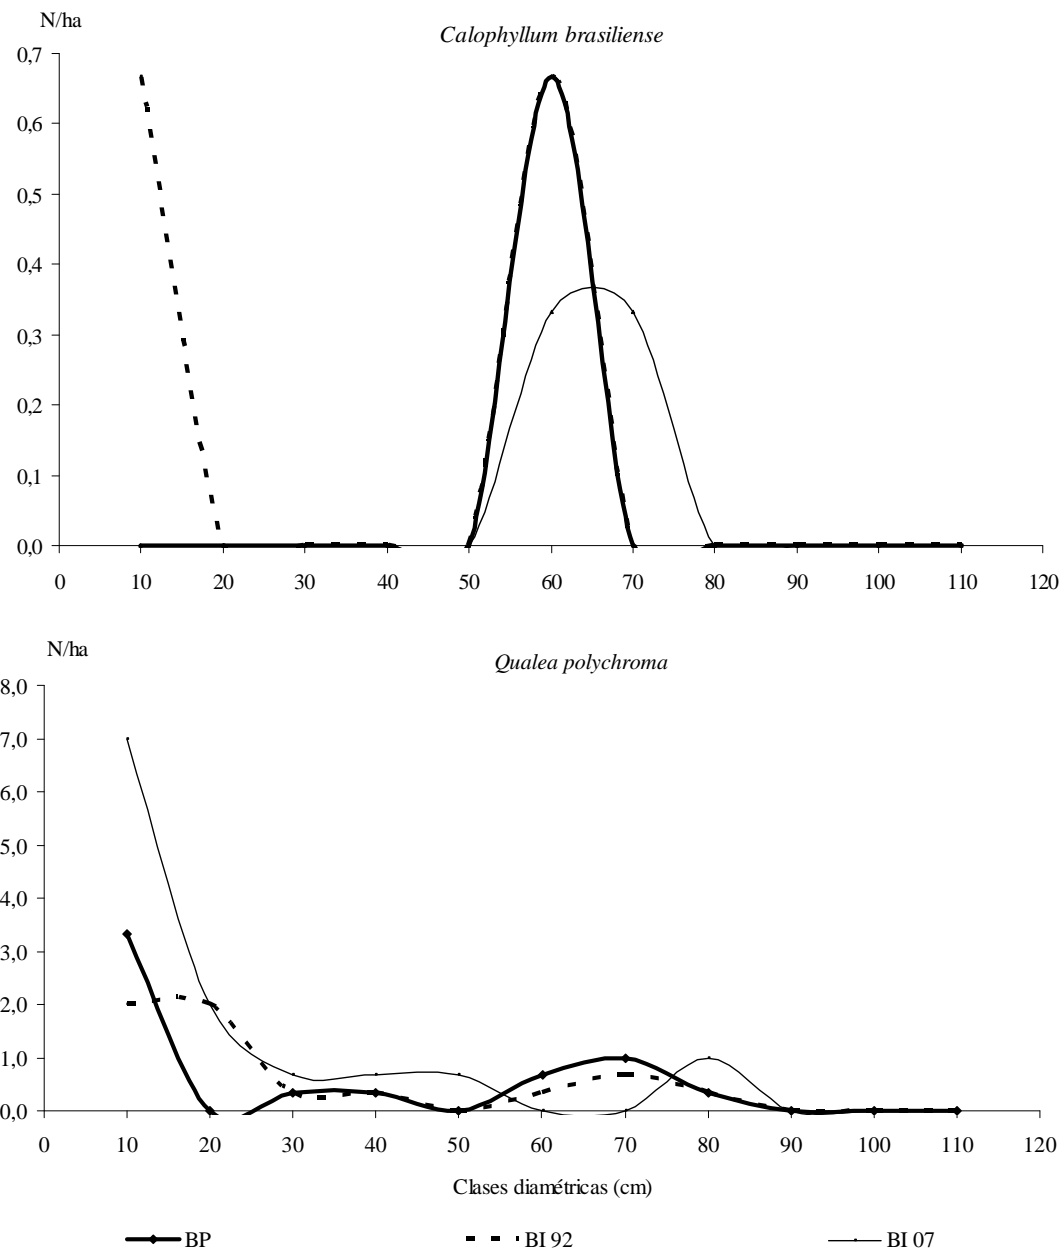 N/ha
Calophyllum brasiliense
0,7
0,6
0,5
0,4
0,3
0,2
0,1
0,0
0 10 20 30 40 50 60 70 80 90 100 110 120
N/ha
Qualea polychroma
8,0
7,0
6,0
5,0
4,0
3,0
2,0
1,0
0,0
0 10 20 30 40 50 60 70 80 90 100 110 120
Clases diamétricas (cm)
BP BI 92 BI 07